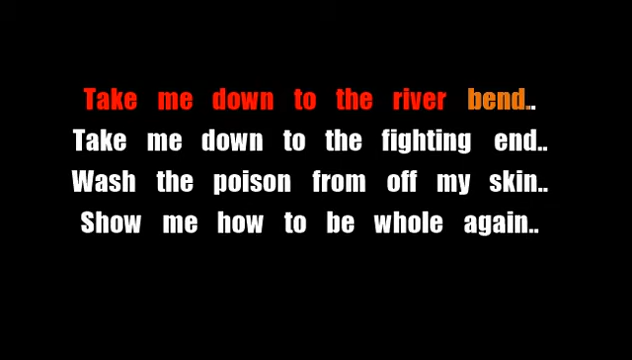 Take me down to the river bend..
Take me down to the fighting end..
Wash the poison from off my skin..
Show me how to be whole again..